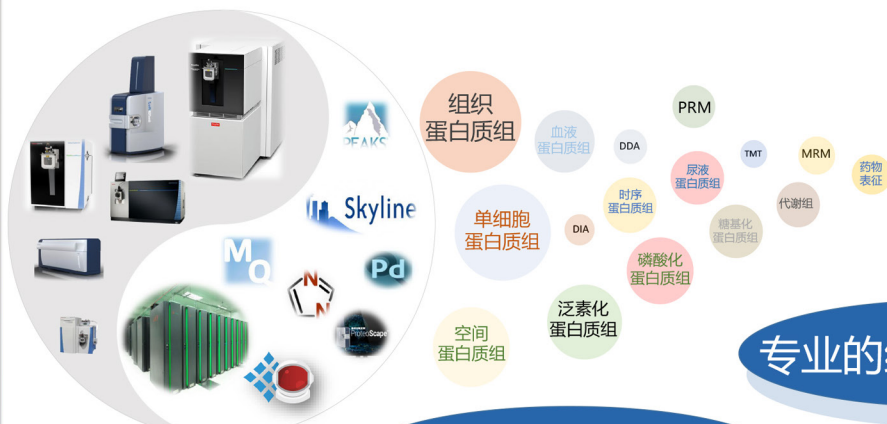 PEAKS
Skyline
MQ
Pd
N
N
ProteoScape
组织
蛋白质组
血液
蛋白质组
DDA
PRM
TMT
MRM
药物
表征
尿液
蛋白质组
时序
蛋白质组
代谢组
糖基化
蛋白质组
单细胞
蛋白质组
DIA
磷酸化
蛋白质组
泛素化
蛋白质组
空间
蛋白质组
专业的